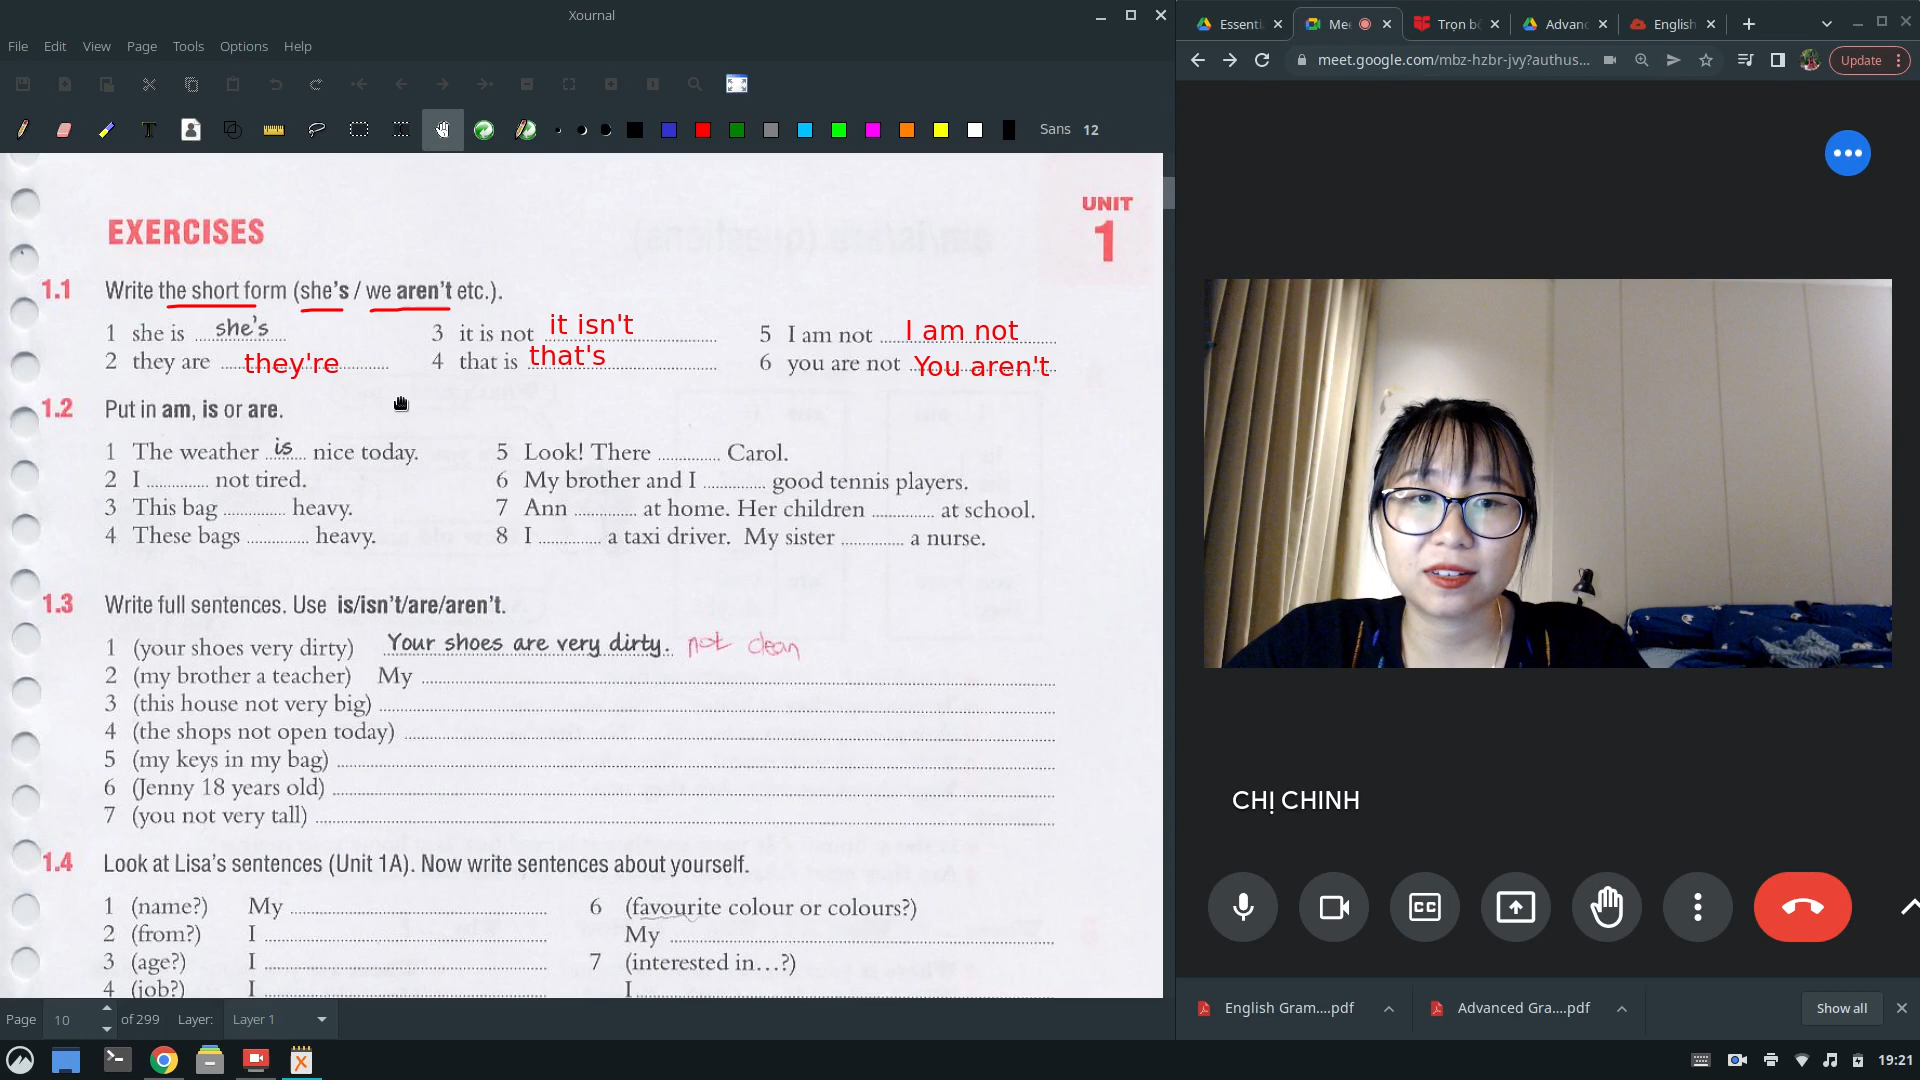 Xournal
File Edit View Page Tools Options Help
Sans 12
EXERCISES
UNIT
1
1.1 Write the short form (she's / we aren't etc.).
1 she is she's
2 they are they're
3 it is not it isn't
4 that is that's
5 I am not I am not
6 you are not You aren't
1.2 Put in am, is or are.
1 The weather is nice today.
2 I ............ not tired.
3 This bag ............ heavy.
4 These bags ............ heavy.
5 Look! There ............ Carol.
6 My brother and I ............ good tennis players.
7 Ann ............ at home. Her children ............ at school.
8 I ............ a taxi driver. My sister ............ a nurse.
1.3 Write full sentences. Use is/isn't/are/aren't.
1 (your shoes very dirty) Your shoes are very dirty. not clean
2 (my brother a teacher) My ............
3 (this house not very big) ............
4 (the shops not open today) ............
5 (my keys in my bag) ............
6 (Jenny 18 years old) ............
7 (you not very tall) ............
1.4 Look at Lisa's sentences (Unit 1A). Now write sentences about yourself.
1 (name?) My ............
2 (from?) I ............
3 (age?) I ............
4 (job?) I ............
6 (favourite colour or colours?)
My ............
7 (interested in…?)
I ............
Page 10 of 299 Layer: Layer 1
Essenti Mee Trọn b Advanc English
meet.google.com/mbz-hzbr-jvy?authus... Update
CHỊ CHINH
CC
English Gram....pdf Advanced Gra....pdf Show all
19:21